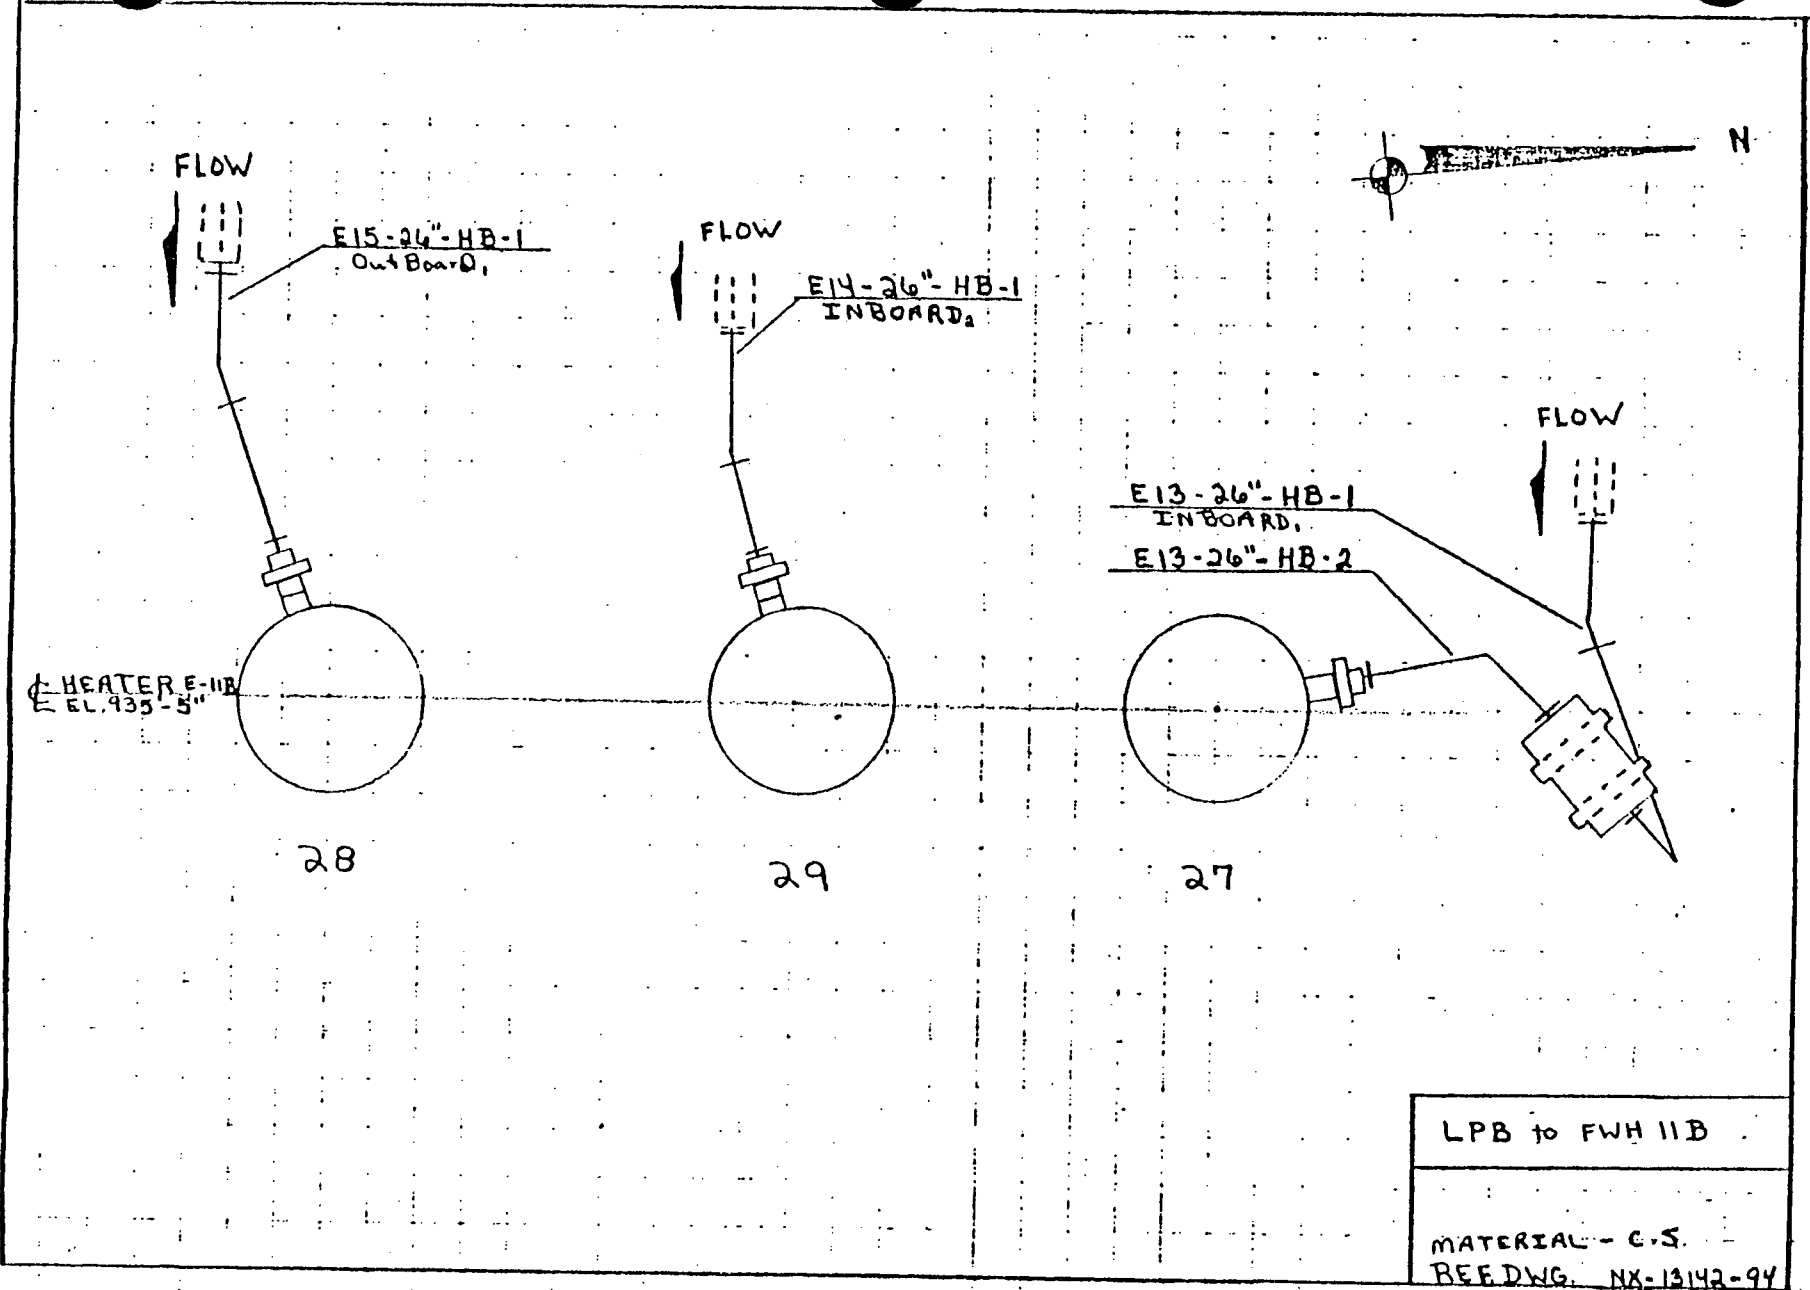 N
FLOW
E15-26"-HB-1
OutBoarD,
FLOW
E14-26"-HB-1
INBOARD₂
FLOW
E13-26"-HB-1
INBOARD,
E13-26"-HB-2
℄ HEATER E-11B
EL.935-5"
28
29
27
LPB to FWH 11B
MATERIAL - C.S.
REF DWG. NX-13142-94